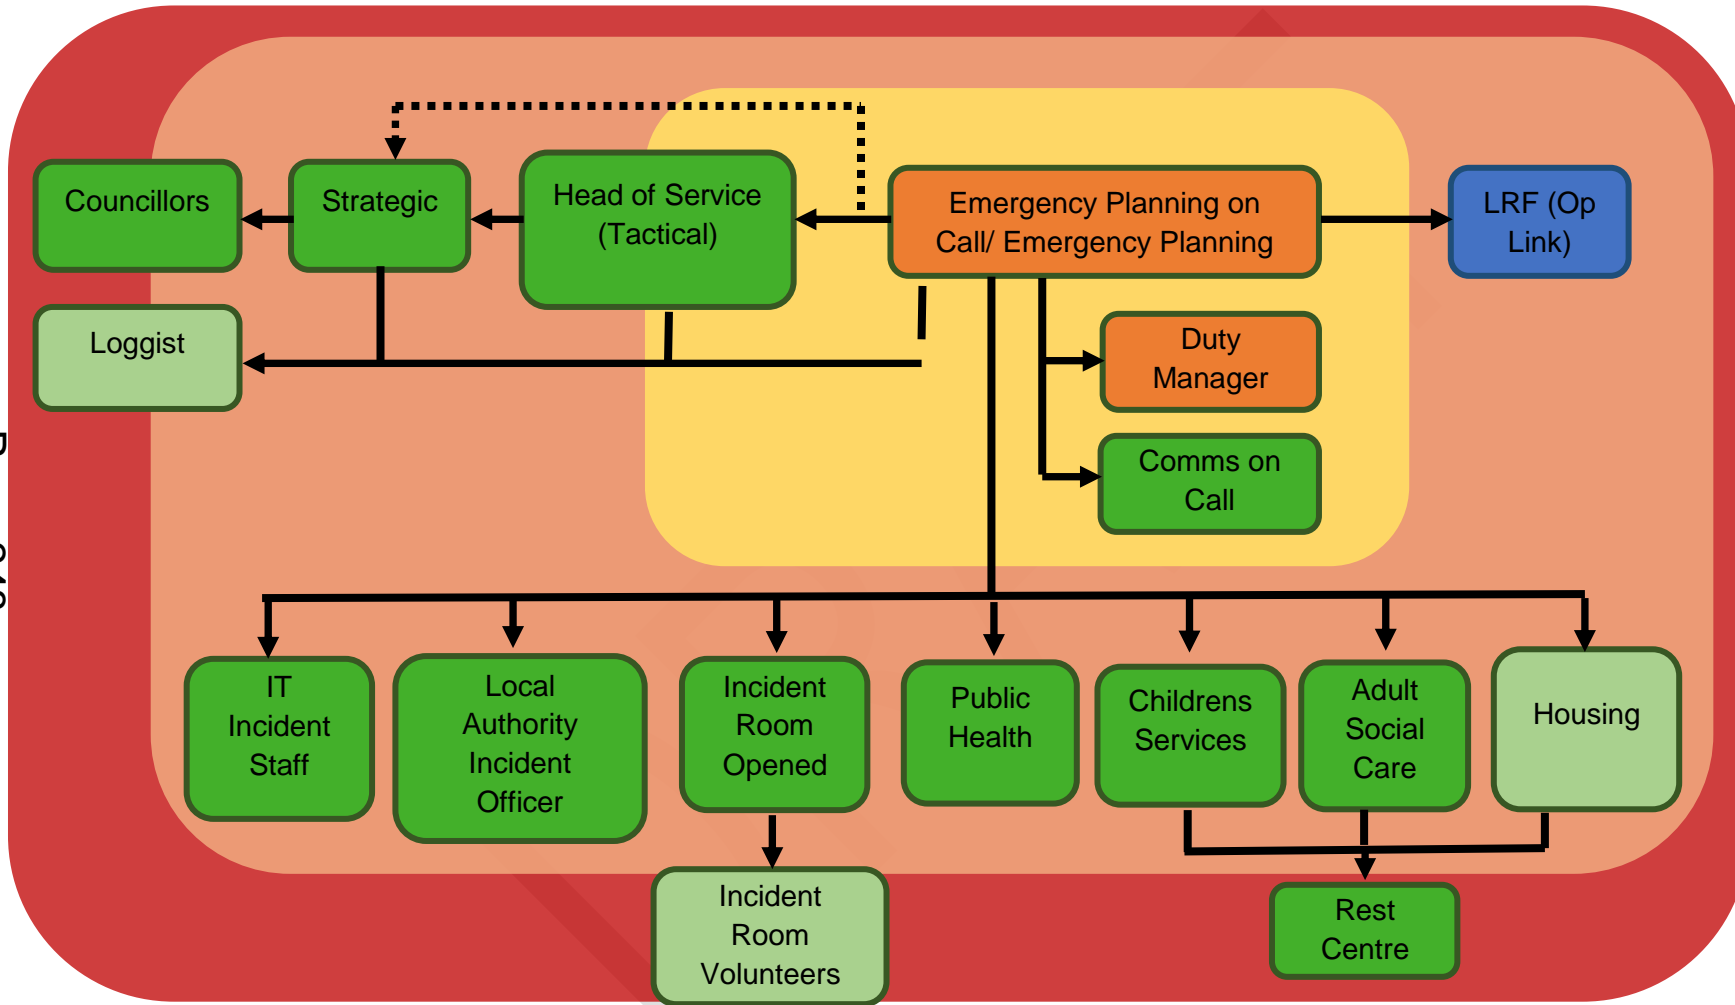 Councillors
Strategic
Head of Service
(Tactical)
Emergency Planning on
Call/ Emergency Planning
LRF (Op
Link)
Loggist
Duty
Manager
Comms on
Call
IT
Incident
Staff
Local
Authority
Incident
Officer
Incident
Room
Opened
Public
Health
Childrens
Services
Adult
Social
Care
Housing
Incident
Room
Volunteers
Rest
Centre